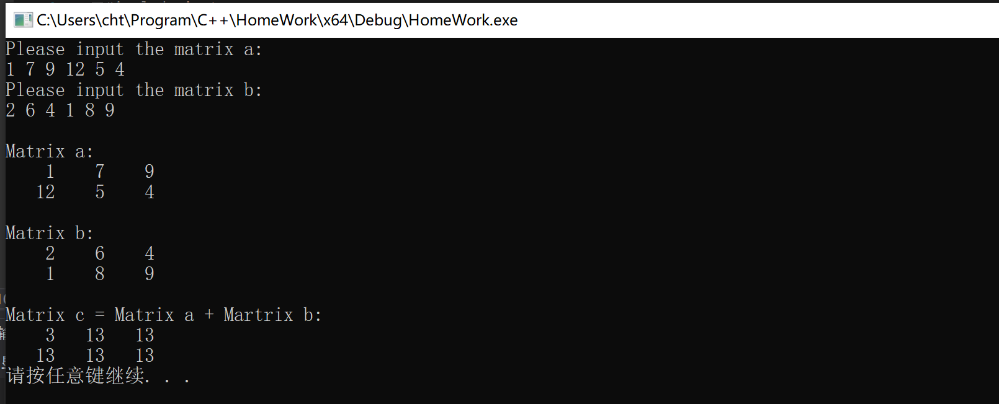 C:\Users\cht\Program\C++\HomeWork\x64\Debug\HomeWork.exe
Please input the matrix a:
1 7 9 12 5 4
Please input the matrix b:
2 6 4 1 8 9
Matrix a:
1 7 9
12 5 4
Matrix b:
2 6 4
1 8 9
Matrix c = Matrix a + Martrix b:
3 13 13
13 13 13
请按任意键继续. . .